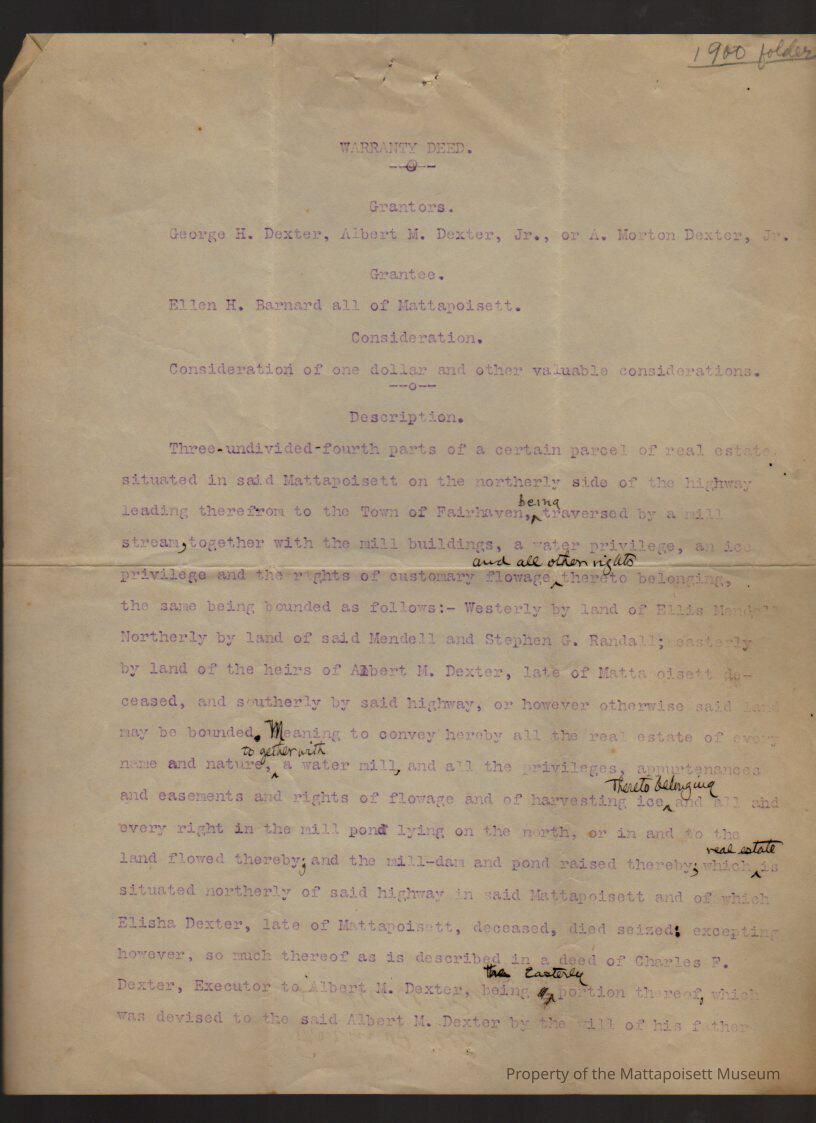 1900 folder
WARRANTY DEED.
--o--
Grantors.
George H. Dexter, Albert M. Dexter, Jr., or A. Morton Dexter, Jr.
Grantee.
Ellen H. Barnard all of Mattapoisett.
Consideration.
Consideration of one dollar and other valuable considerations.
--o--
Description.
Three-undivided-fourth parts of a certain parcel of real estate
situated in said Mattapoisett on the northerly side of the highway
being
leading therefrom to the Town of Fairhaven, traversed by a mill
stream, together with the mill buildings, a water privilege, an ice
and all other rights
privilege and the rights of customary flowage thereto belonging,
the same being bounded as follows:- Westerly by land of Ellis Mendell
Northerly by land of said Mendell and Stephen G. Randall; easterly
by land of the heirs of Albert M. Dexter, late of Mattapoisett de-
ceased, and southerly by said highway, or however otherwise said land
may be bounded. Meaning to convey hereby all the real estate of every
together with
name and nature, a water mill, and all the privileges, appurtenances
Thereto belonging
and easements and rights of flowage and of harvesting ice and all and
every right in the mill pond lying on the north, or in and to the
real estate
land flowed thereby; and the mill-dam and pond raised thereby; which is
situated northerly of said highway in said Mattapoisett and of which
Elisha Dexter, late of Mattapoisett, deceased, died seized: excepting
however, so much thereof as is described in a deed of Charles F.
the Easterly
Dexter, Executor to Albert M. Dexter, being portion thereof, which
was devised to the said Albert M. Dexter by the will of his father
Property of the Mattapoisett Museum